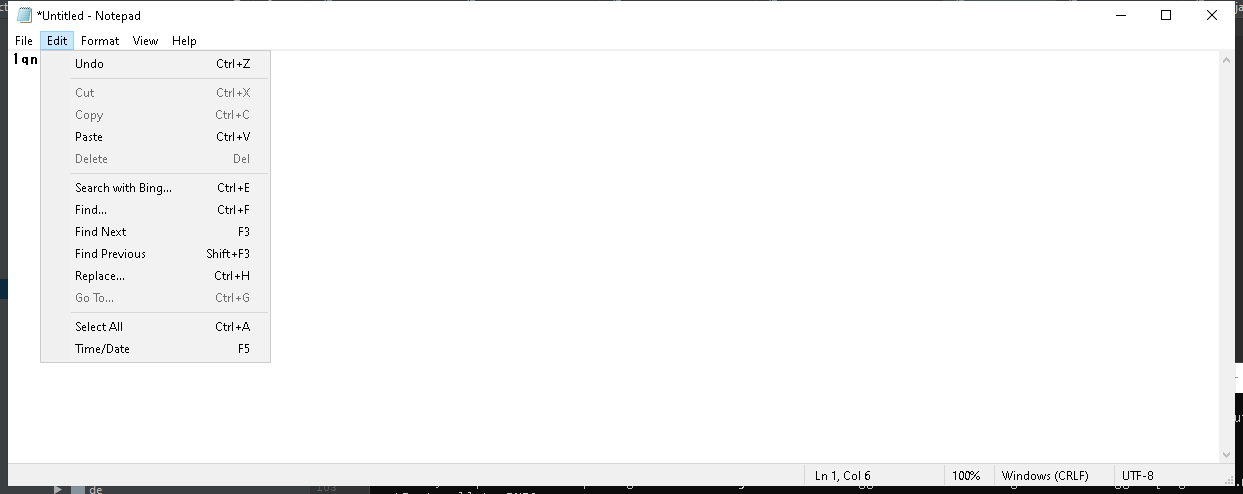 *Untitled - Notepad
File Edit Format View Help
Undo Ctrl+Z
Cut Ctrl+X
Copy Ctrl+C
Paste Ctrl+V
Delete Del
Search with Bing... Ctrl+E
Find... Ctrl+F
Find Next F3
Find Previous Shift+F3
Replace... Ctrl+H
Go To... Ctrl+G
Select All Ctrl+A
Time/Date F5
Ln 1, Col 6 100% Windows (CRLF) UTF-8
de 103